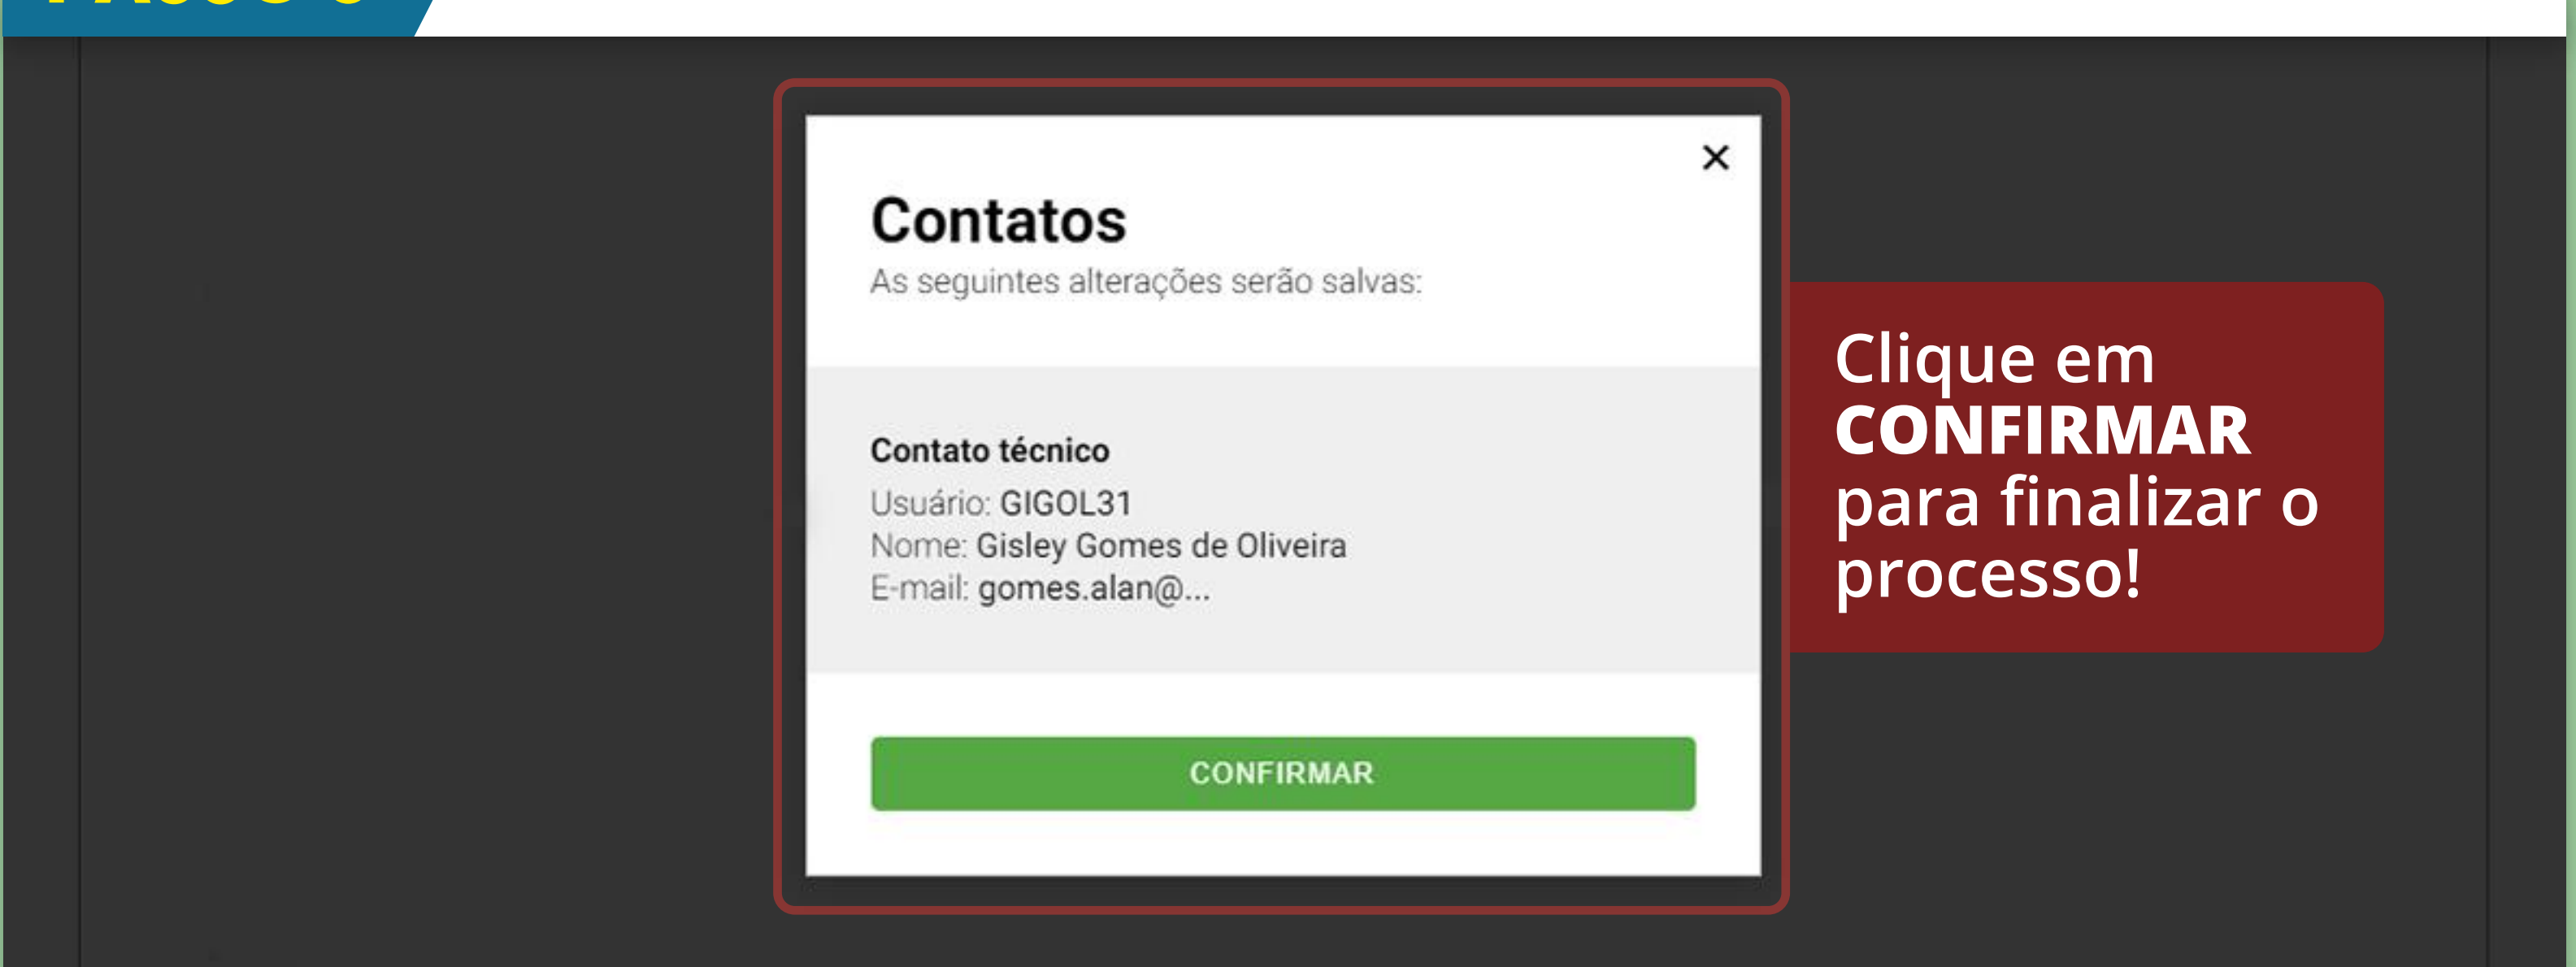 Contatos
As seguintes alterações serão salvas:
Contato técnico
Usuário: GIGOL31
Nome: Gisley Gomes de Oliveira
E-mail: gomes.alan@...
CONFIRMAR
Clique em
CONFIRMAR
para finalizar o
processo!